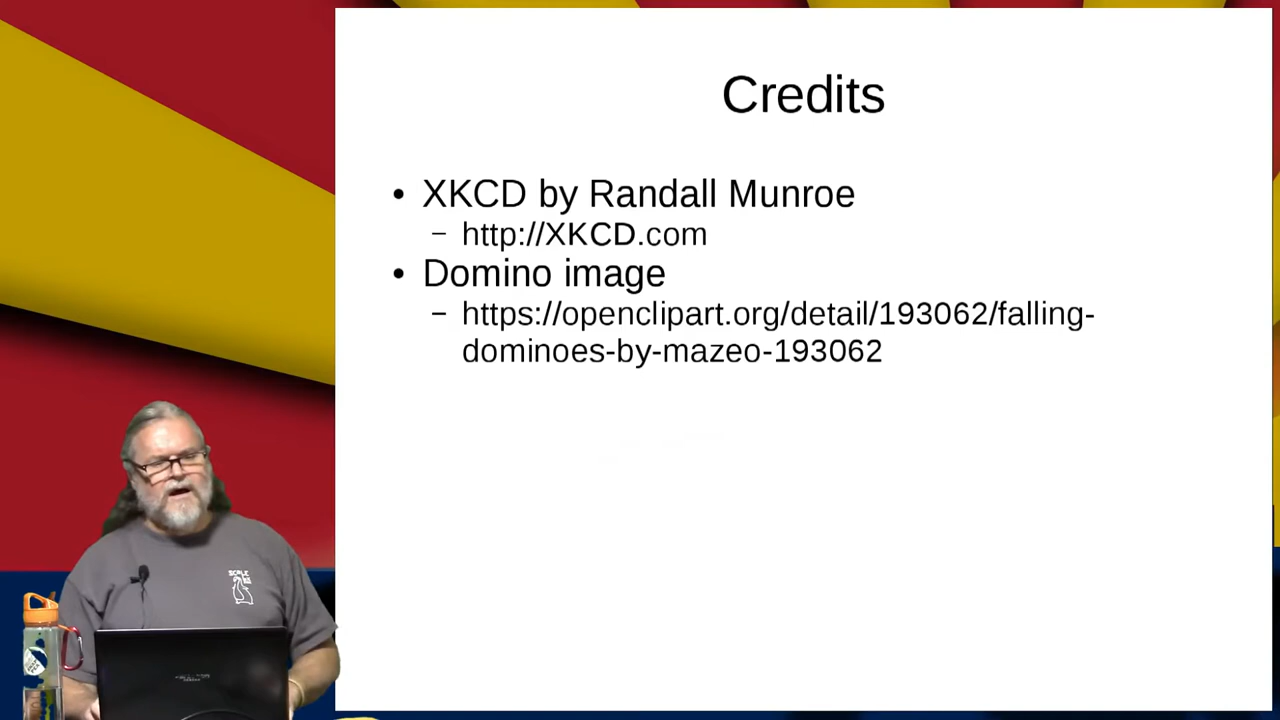 Credits
• XKCD by Randall Munroe
– http://XKCD.com
• Domino image
– https://openclipart.org/detail/193062/falling-
dominoes-by-mazeo-193062
SCALE